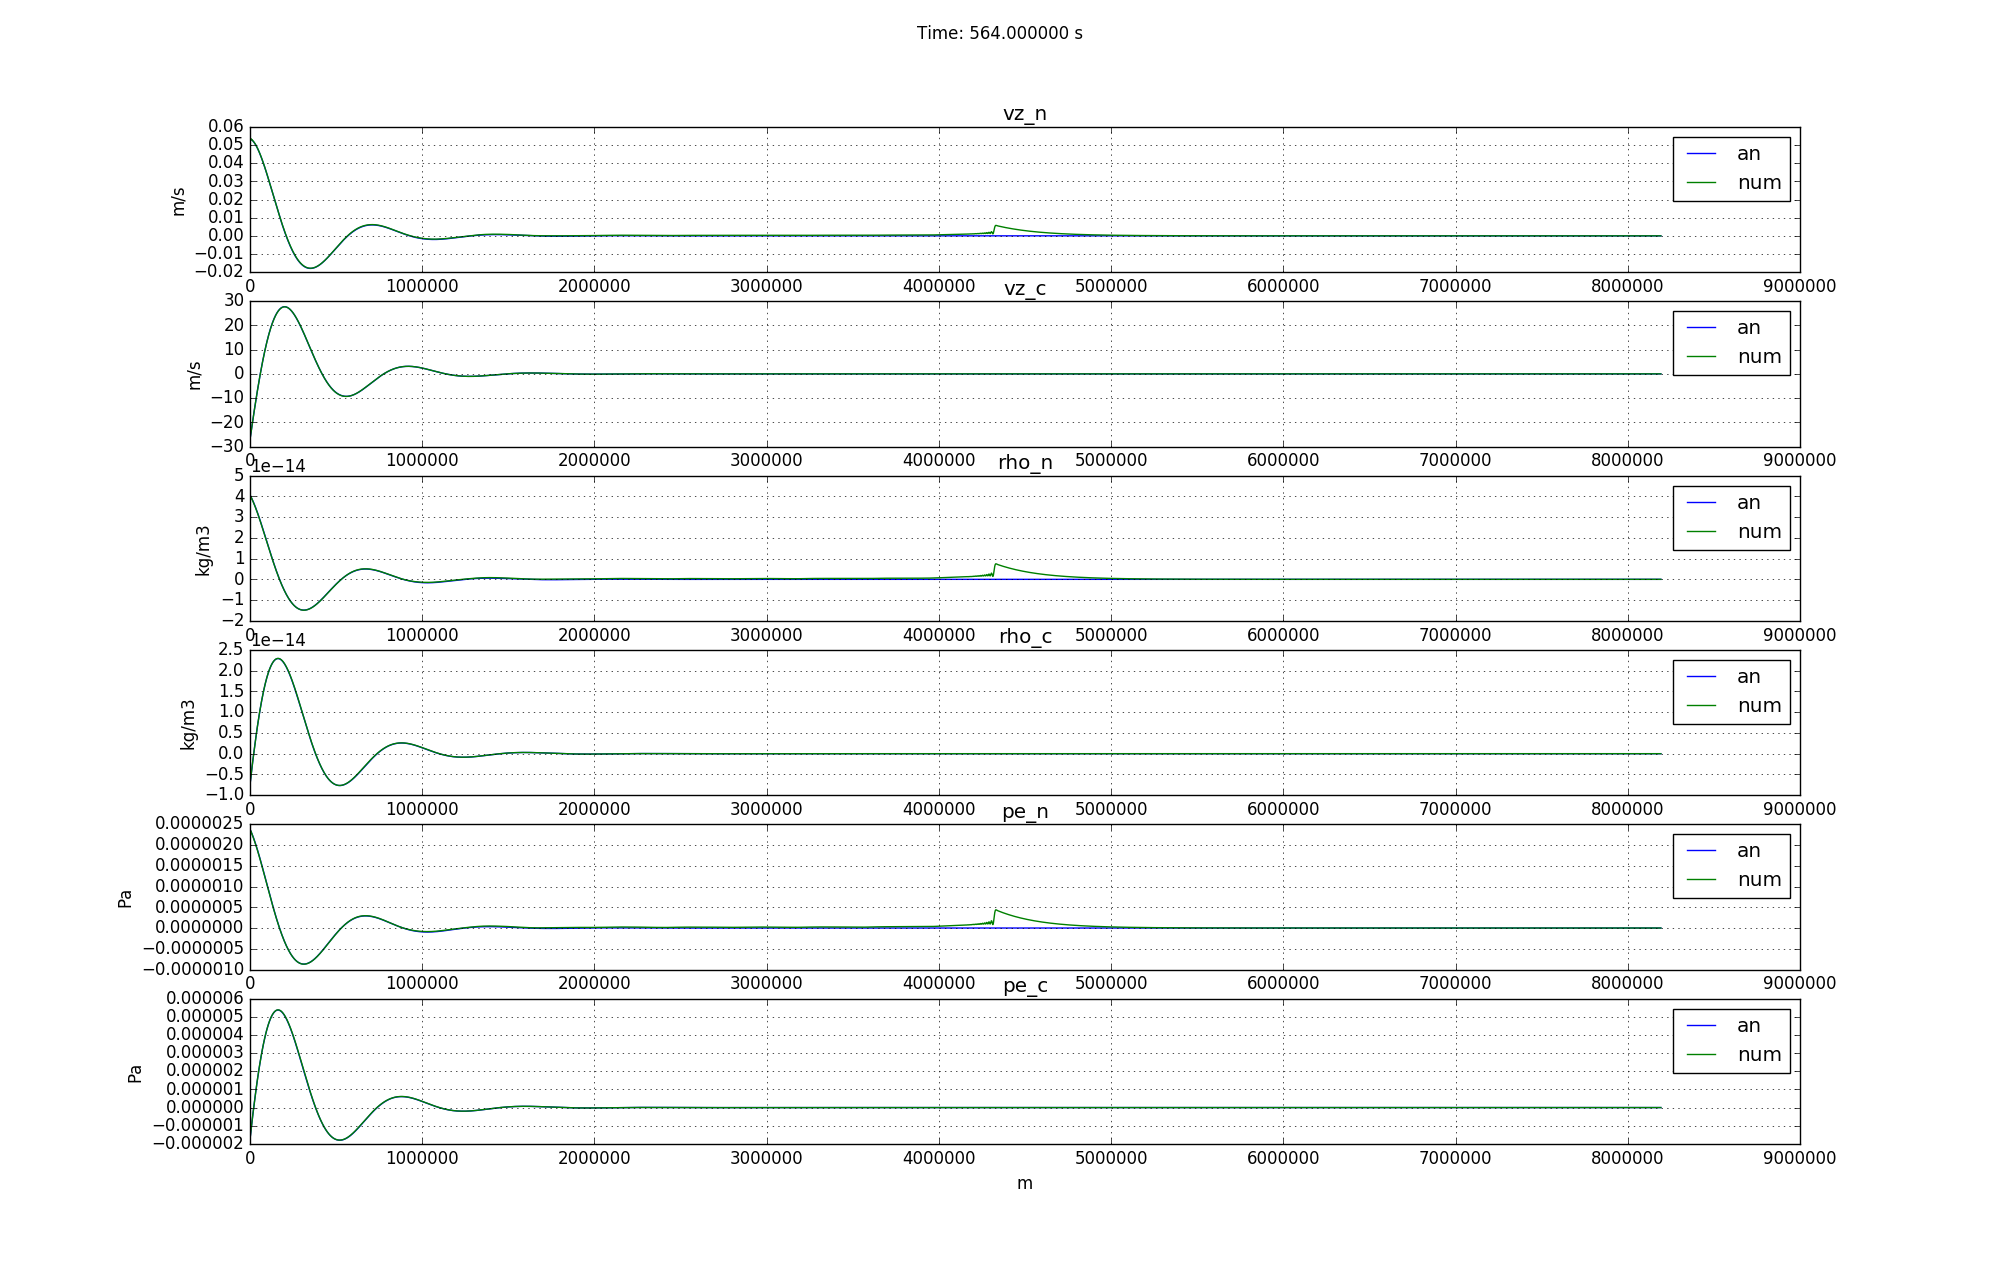 Time: 564.000000 s
vz_n
0.06
0.05
0.04
0.03
0.02
0.01
0.00
−0.01
−0.02
m/s
an
num
0 1000000 2000000 3000000 4000000 5000000 6000000 7000000 8000000 9000000
vz_c
30
20
10
0
−10
−20
−30
m/s
an
num
0 1000000 2000000 3000000 4000000 5000000 6000000 7000000 8000000 9000000
1e−14
rho_n
5
4
3
2
1
0
−1
−2
kg/m3
an
num
0 1000000 2000000 3000000 4000000 5000000 6000000 7000000 8000000 9000000
1e−14
rho_c
2.5
2.0
1.5
1.0
0.5
0.0
−0.5
−1.0
kg/m3
an
num
0 1000000 2000000 3000000 4000000 5000000 6000000 7000000 8000000 9000000
pe_n
0.0000025
0.0000020
0.0000015
0.0000010
0.0000005
0.0000000
−0.0000005
−0.0000010
Pa
an
num
0 1000000 2000000 3000000 4000000 5000000 6000000 7000000 8000000 9000000
pe_c
0.000006
0.000005
0.000004
0.000003
0.000002
0.000001
0.000000
−0.000001
−0.000002
Pa
an
num
0 1000000 2000000 3000000 4000000 5000000 6000000 7000000 8000000 9000000
m